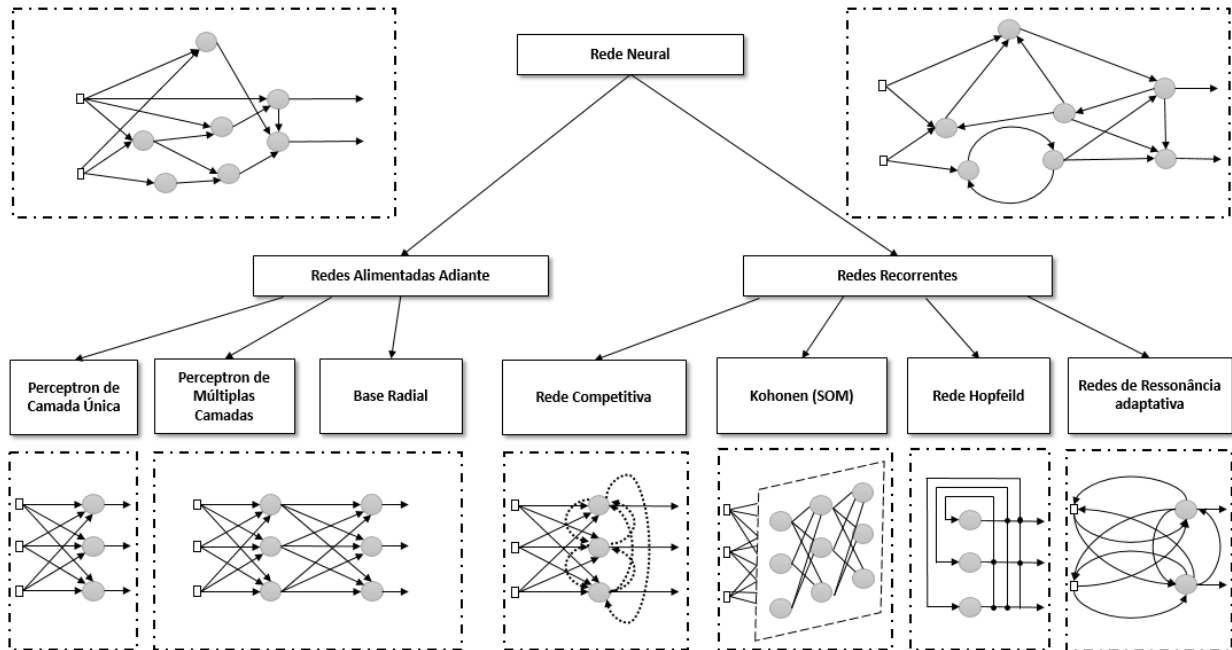 Rede Neural
Redes Alimentadas Adiante
Redes Recorrentes
Perceptron de
Camada Única
Perceptron de
Múltiplas
Camadas
Base Radial
Rede Competitiva
Kohonen (SOM)
Rede Hopfeild
Redes de Ressonância
adaptativa